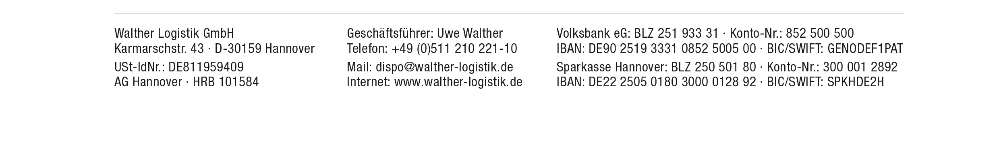 Walther Logistik GmbH
Karmarschstr. 43 · D-30159 Hannover
USt-IdNr.: DE811959409
AG Hannover · HRB 101584
Geschäftsführer: Uwe Walther
Telefon: +49 (0)511 210 221-10
Mail: dispo@walther-logistik.de
Internet: www.walther-logistik.de
Volksbank eG: BLZ 251 933 31 · Konto-Nr.: 852 500 500
IBAN: DE90 2519 3331 0852 5005 00 · BIC/SWIFT: GENODEF1PAT
Sparkasse Hannover: BLZ 250 501 80 · Konto-Nr.: 300 001 2892
IBAN: DE22 2505 0180 3000 0128 92 · BIC/SWIFT: SPKHDE2H